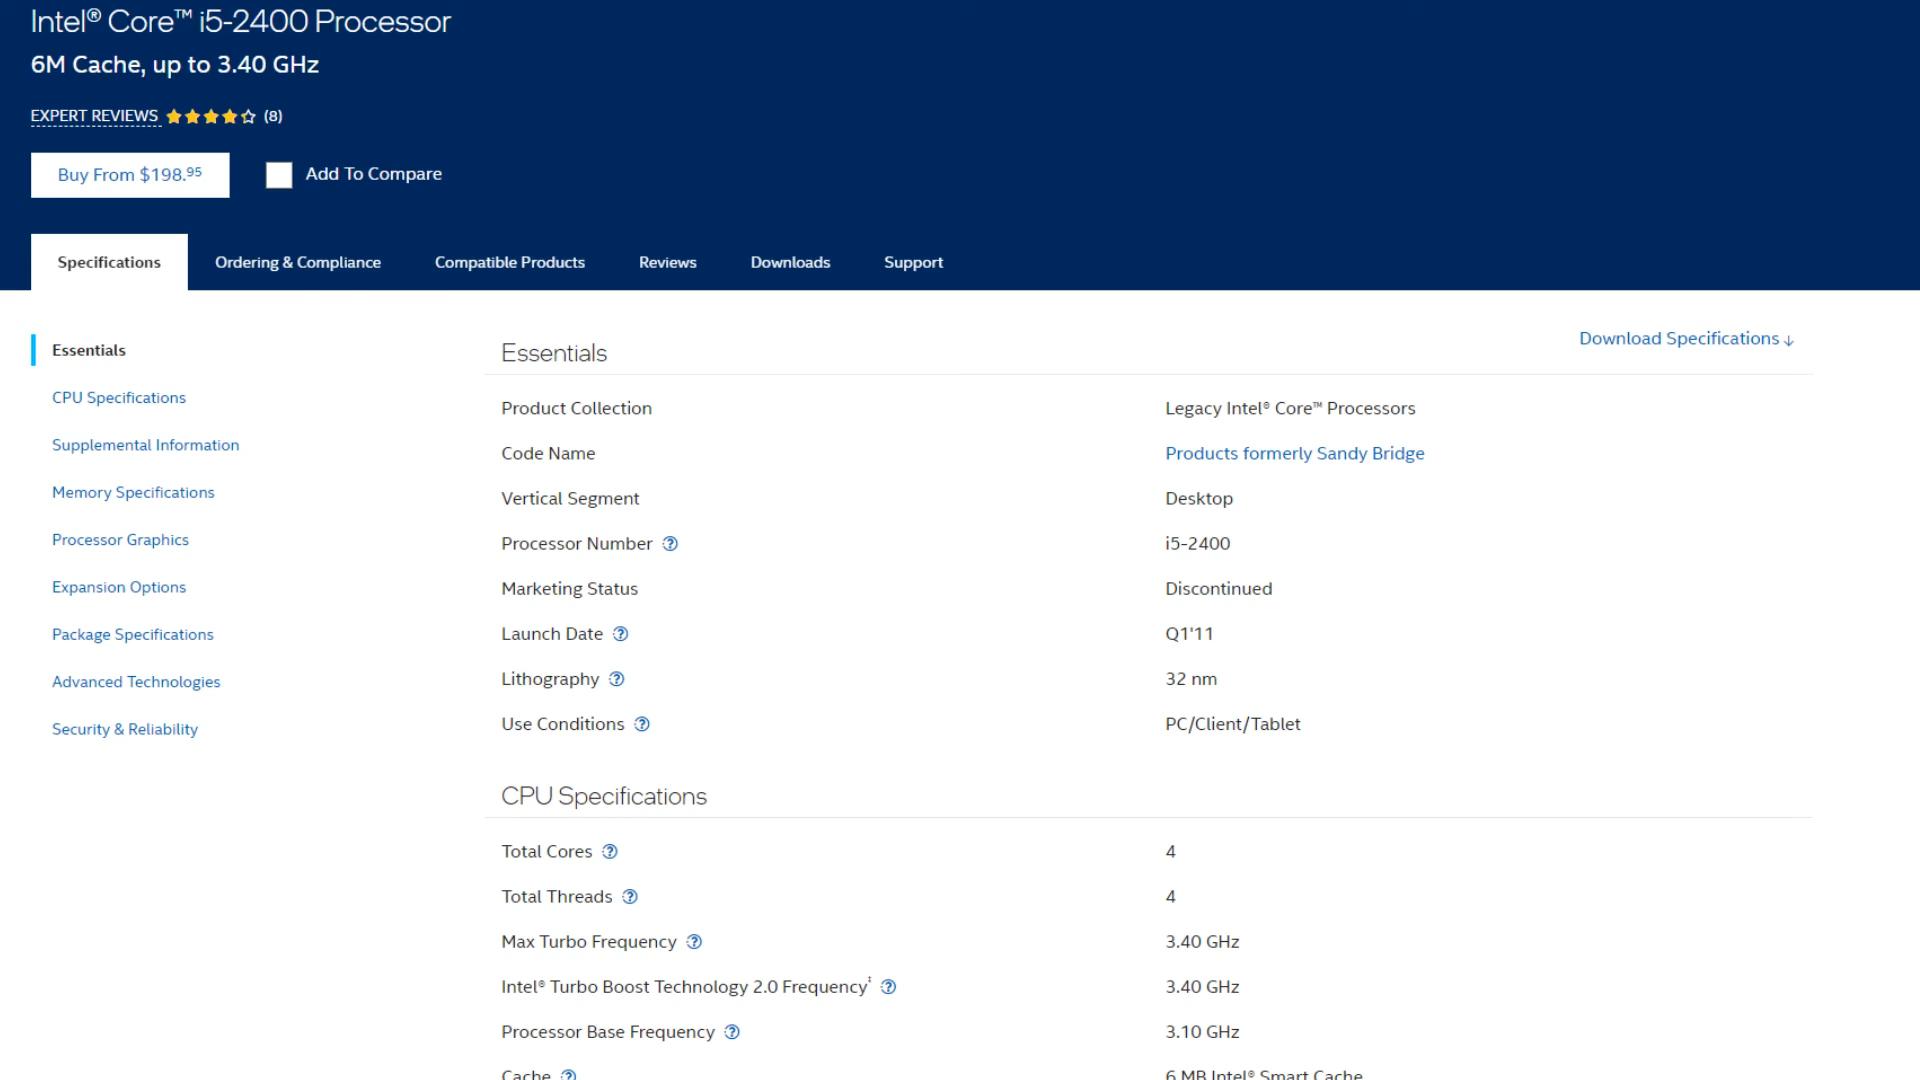 Intel® Core™ i5-2400 Processor
6M Cache, up to 3.40 GHz
EXPERT REVIEWS (8)
Buy From $198.95 Add To Compare
Specifications Ordering & Compliance Compatible Products Reviews Downloads Support
Essentials
CPU Specifications
Supplemental Information
Memory Specifications
Processor Graphics
Expansion Options
Package Specifications
Advanced Technologies
Security & Reliability
Download Specifications ↓
Essentials
Product Collection Legacy Intel® Core™ Processors
Code Name Products formerly Sandy Bridge
Vertical Segment Desktop
Processor Number ? i5-2400
Marketing Status Discontinued
Launch Date ? Q1'11
Lithography ? 32 nm
Use Conditions ? PC/Client/Tablet
CPU Specifications
Total Cores ? 4
Total Threads ? 4
Max Turbo Frequency ? 3.40 GHz
Intel® Turbo Boost Technology 2.0 Frequency‡ ? 3.40 GHz
Processor Base Frequency ? 3.10 GHz
Cache ? 6 MB Intel® Smart Cache